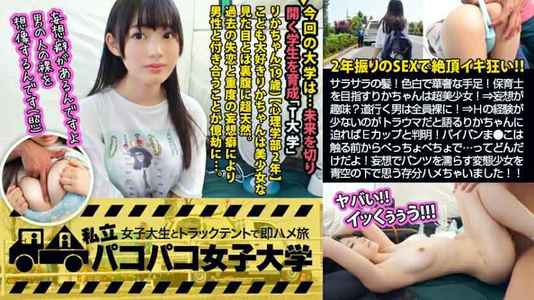 妄想癖があるんですよ
男の人の裸を
想像するんです(照)
今回の大学は…未来を切り
開く学生を育成【T大学】
りかちゃん(19歳)(心理学部2年)
こども大好きりかちゃんは美少女な
見た目とは裏腹に超天然。
過去の失恋と重度の妄想癖により
男性と付き合うことか億劫に…。
2年振りのSEXで絶頂イキ狂い!!
サラサラの髪!色白で華奢な手足!保育士
を目指すりかちゃんは超美少女!⇒妄想が
趣味?道行く男は全員裸に!⇒Hの経験が
少ないのがトラウマだと語るりかちゃんに
迫ればEカップと判明!パイパンま●こは
触る前からべっちょべちょで…ってどんだ
けだよ!妄想でパンツを濡らす変態少女を
青空の下で思う存分ハメちゃいました!!
ヤバい!!
イッくぅぅう!!!
女子大生とトラックテントで即ハメ旅
私立
パコパコ女子大学